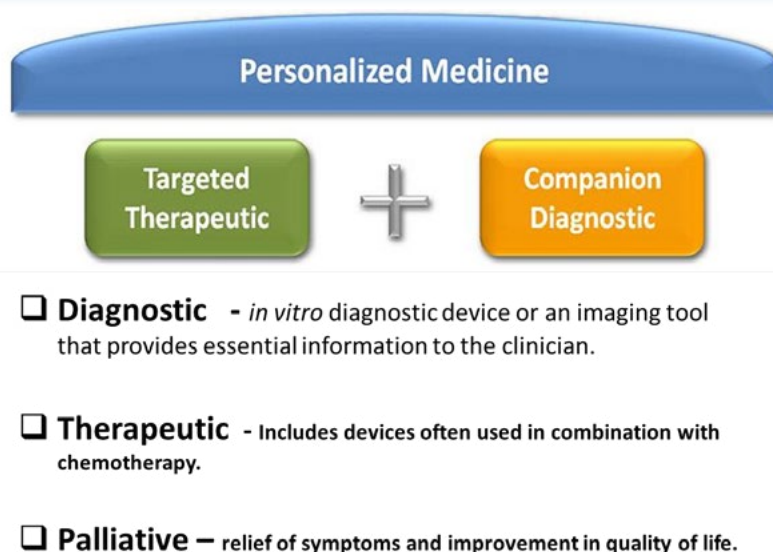 Personalized Medicine
Targeted
Therapeutic
Companion
Diagnostic
❑ Diagnostic - in vitro diagnostic device or an imaging tool
that provides essential information to the clinician.
❑ Therapeutic - Includes devices often used in combination with
chemotherapy.
❑ Palliative – relief of symptoms and improvement in quality of life.